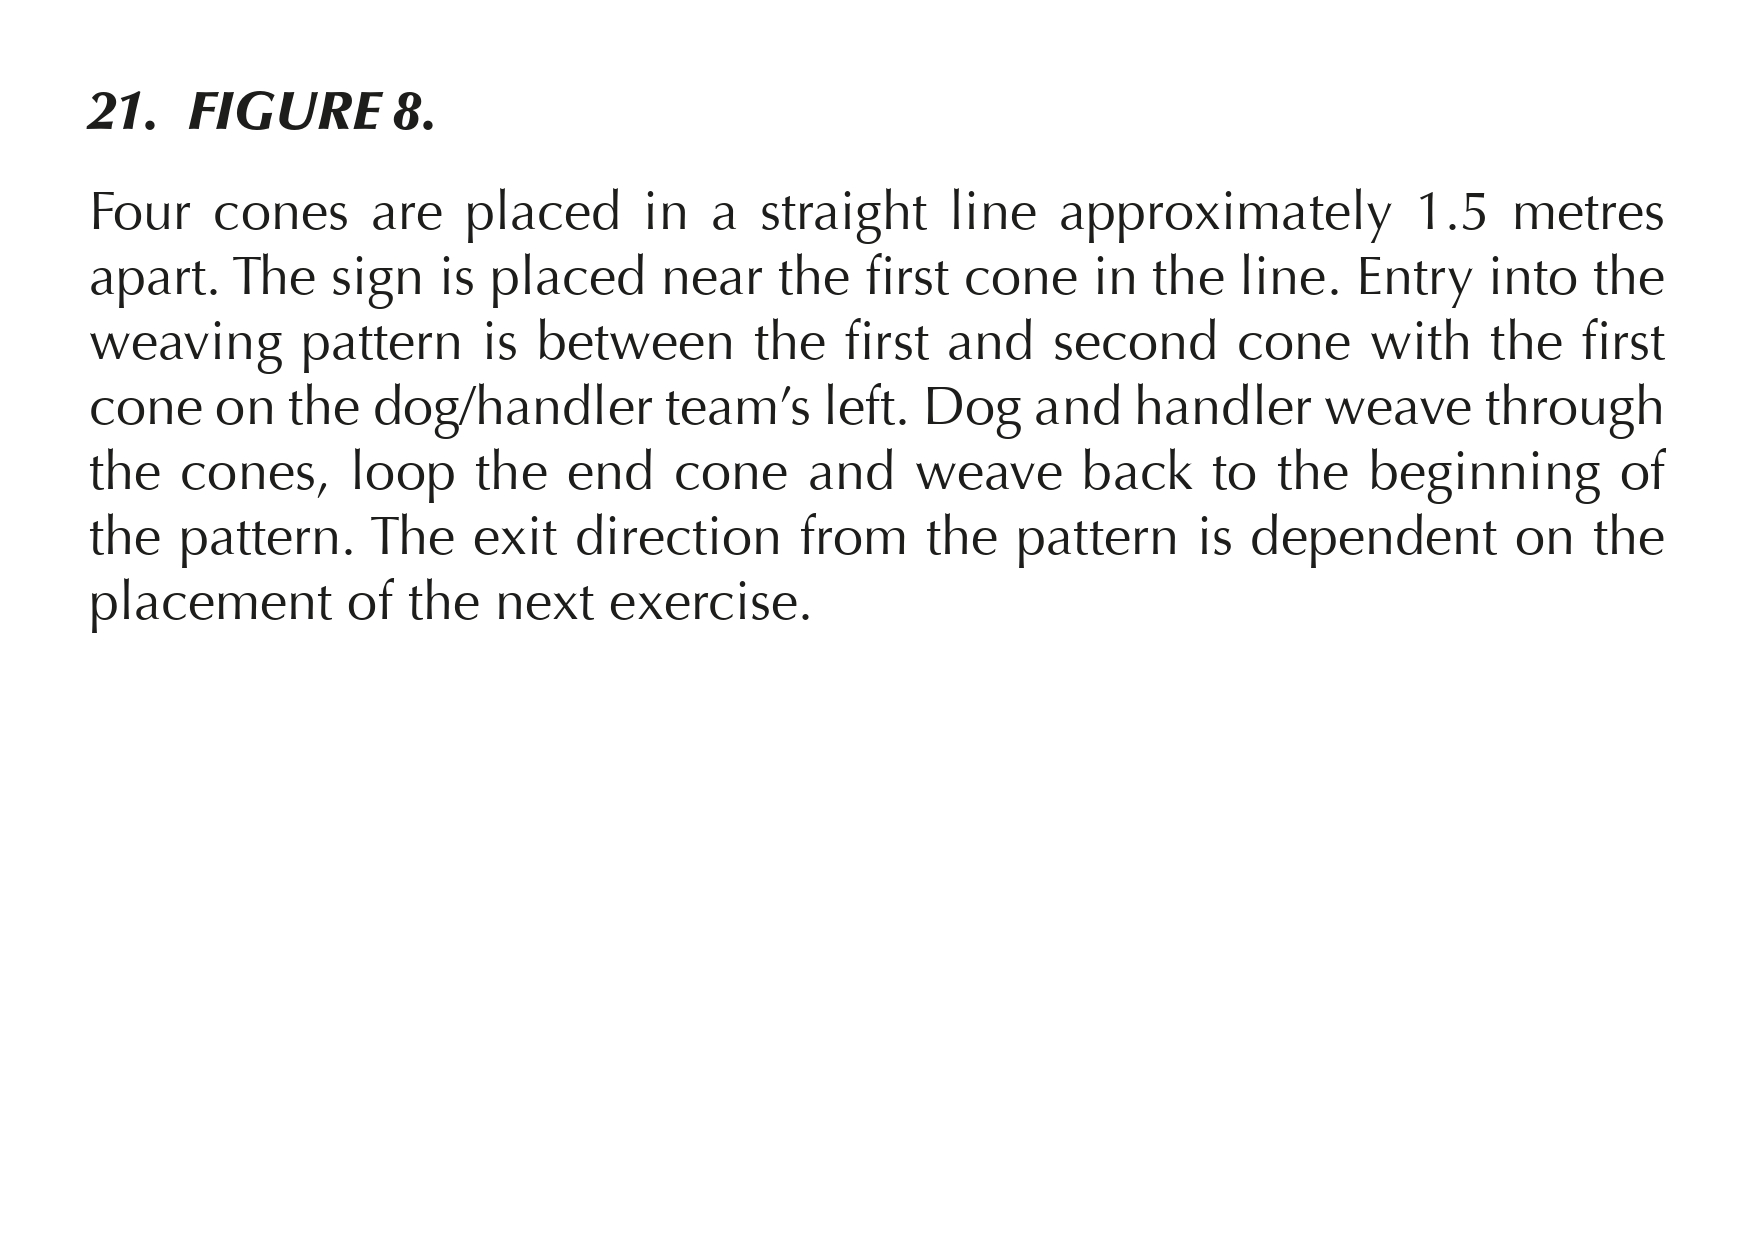 21. FIGURE 8.
Four cones are placed in a straight line approximately 1.5 metres
apart. The sign is placed near the first cone in the line. Entry into the
weaving pattern is between the first and second cone with the first
cone on the dog/handler team’s left. Dog and handler weave through
the cones, loop the end cone and weave back to the beginning of
the pattern. The exit direction from the pattern is dependent on the
placement of the next exercise.